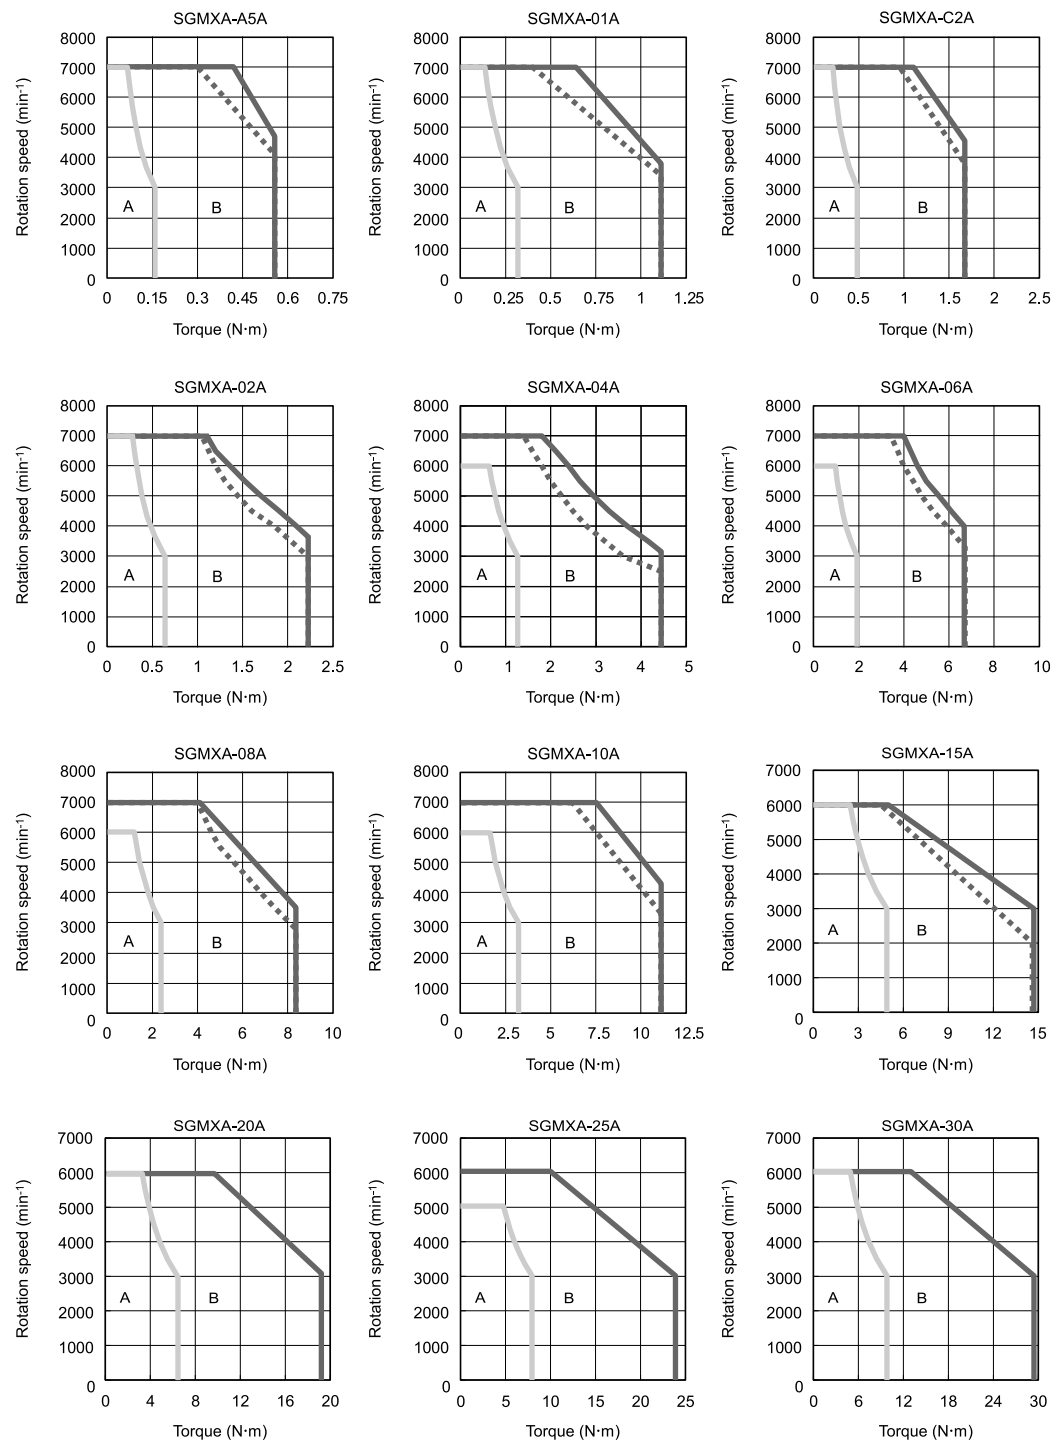 SGMXA-A5A
Rotation speed (min-1)
8000
7000
6000
5000
4000
3000
2000
1000
0
A
B
0 0.15 0.3 0.45 0.6 0.75
Torque (N·m)
SGMXA-01A
Rotation speed (min-1)
8000
7000
6000
5000
4000
3000
2000
1000
0
A
B
0 0.25 0.5 0.75 1 1.25
Torque (N·m)
SGMXA-C2A
Rotation speed (min-1)
8000
7000
6000
5000
4000
3000
2000
1000
0
A
B
0 0.5 1 1.5 2 2.5
Torque (N·m)
SGMXA-02A
Rotation speed (min-1)
8000
7000
6000
5000
4000
3000
2000
1000
0
A
B
0 0.5 1 1.5 2 2.5
Torque (N·m)
SGMXA-04A
Rotation speed (min-1)
8000
7000
6000
5000
4000
3000
2000
1000
0
A
B
0 1 2 3 4 5
Torque (N·m)
SGMXA-06A
Rotation speed (min-1)
8000
7000
6000
5000
4000
3000
2000
1000
0
A
B
0 2 4 6 8 10
Torque (N·m)
SGMXA-08A
Rotation speed (min-1)
8000
7000
6000
5000
4000
3000
2000
1000
0
A
B
0 2 4 6 8 10
Torque (N·m)
SGMXA-10A
Rotation speed (min-1)
8000
7000
6000
5000
4000
3000
2000
1000
0
A
B
0 2.5 5 7.5 10 12.5
Torque (N·m)
SGMXA-15A
Rotation speed (min-1)
7000
6000
5000
4000
3000
2000
1000
0
A
B
0 3 6 9 12 15
Torque (N·m)
SGMXA-20A
Rotation speed (min-1)
7000
6000
5000
4000
3000
2000
1000
0
A
B
0 4 8 12 16 20
Torque (N·m)
SGMXA-25A
Rotation speed (min-1)
7000
6000
5000
4000
3000
2000
1000
0
A
B
0 5 10 15 20 25
Torque (N·m)
SGMXA-30A
Rotation speed (min-1)
7000
6000
5000
4000
3000
2000
1000
0
A
B
0 6 12 18 24 30
Torque (N·m)